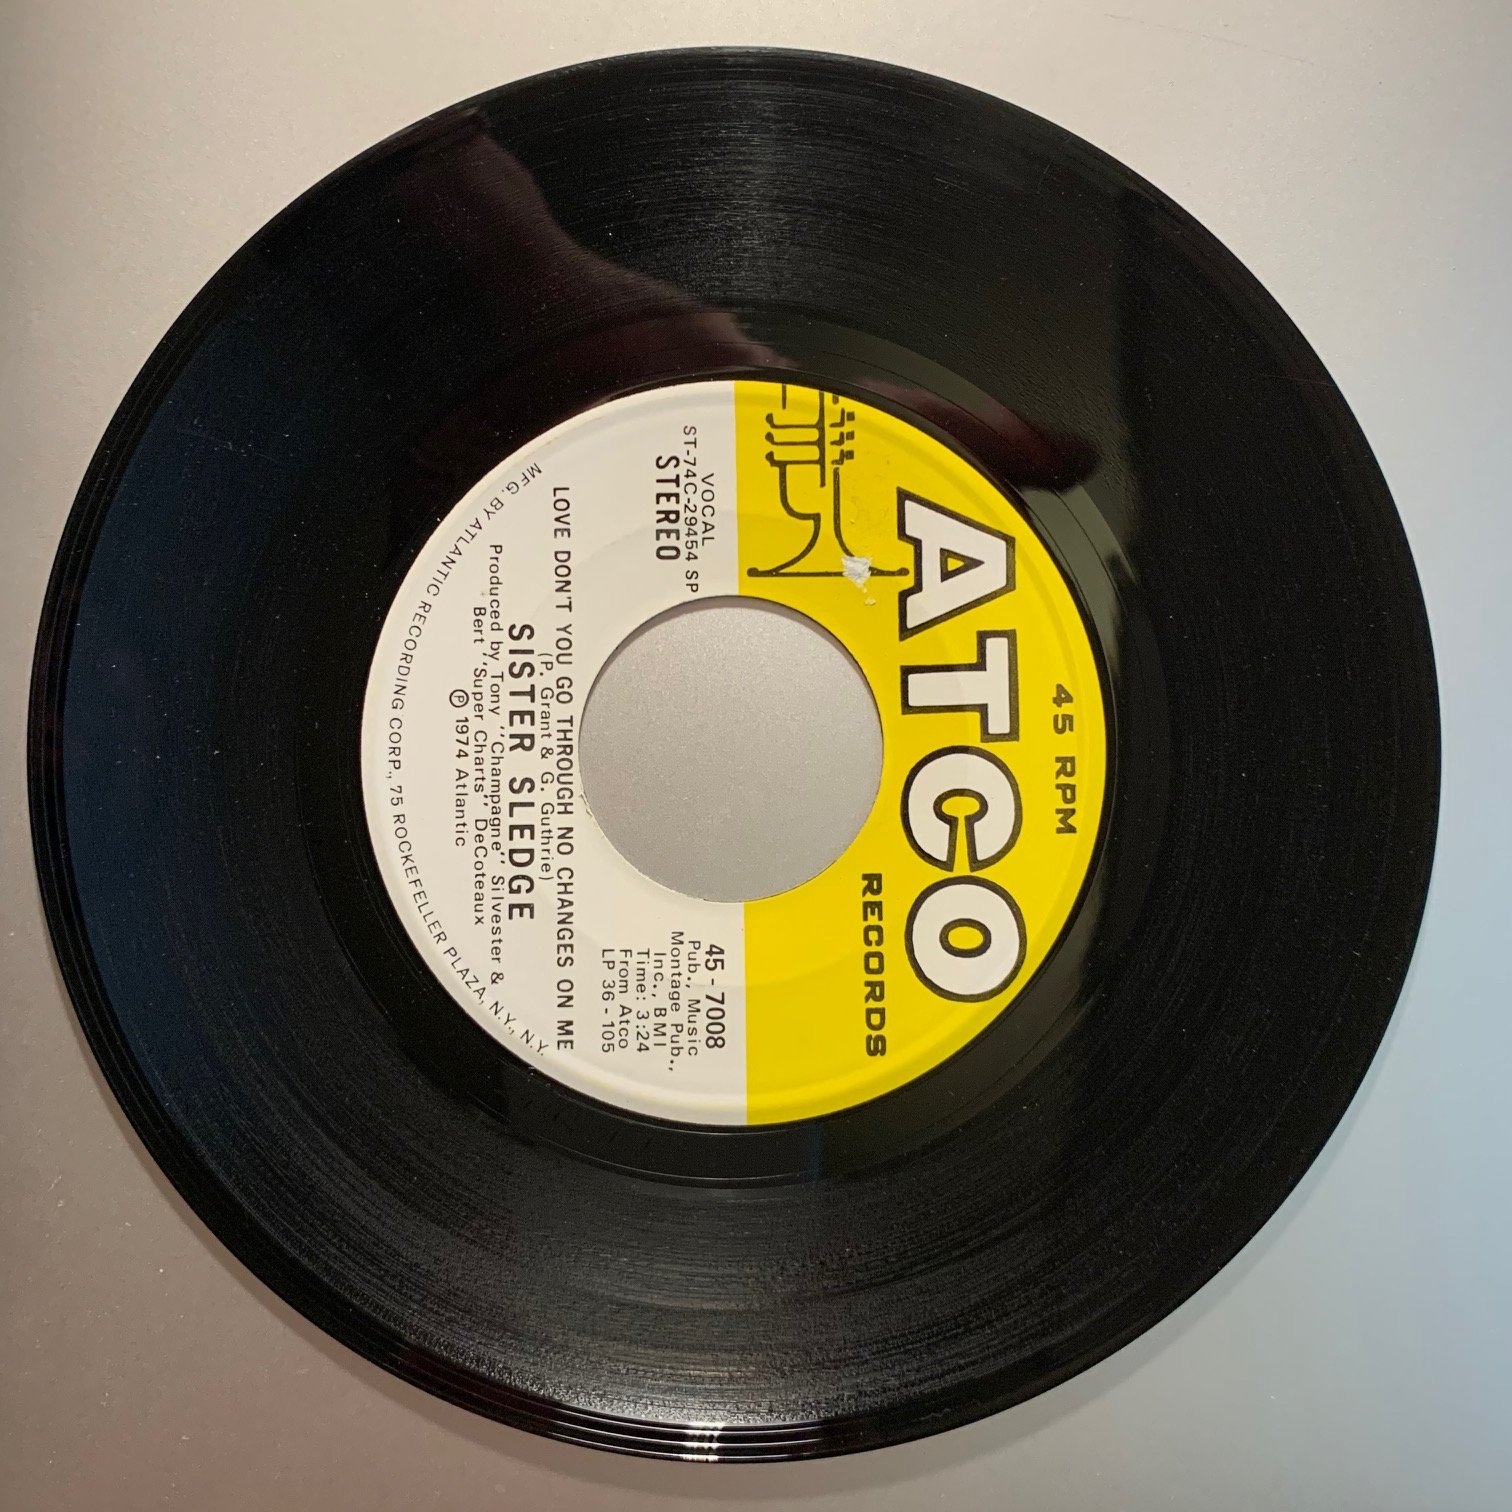 45 RPM
ATCO
RECORDS
VOCAL
ST-74C-29454 SP
STEREO
45-7008
Pub., Music
Montage Pub.,
Inc., BMI
Time: 3:24
From Atco
LP 36-105
LOVE DON'T YOU GO THROUGH NO CHANGES ON ME
(P. Grant & G. Guthrie)
SISTER SLEDGE
Produced by Tony "Champagne" Silvester &
Bert "Super Charts" DeCoteaux
℗ 1974 Atlantic
MFG. BY ATLANTIC RECORDING CORP., 75 ROCKEFELLER PLAZA, N.Y., N.Y.